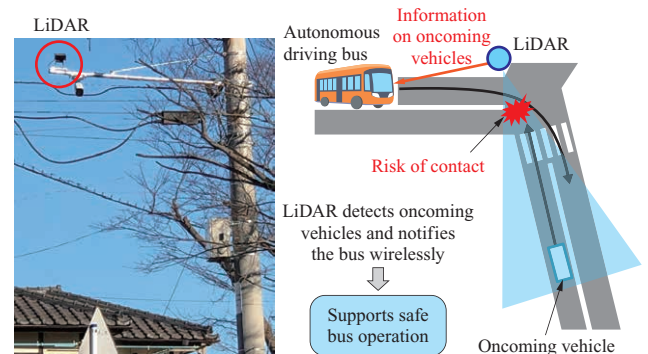 LiDAR
Autonomous
driving bus
Information
on oncoming
vehicles
LiDAR
Risk of contact
LiDAR detects oncoming
vehicles and notifies
the bus wirelessly
Supports safe
bus operation
Oncoming vehicle